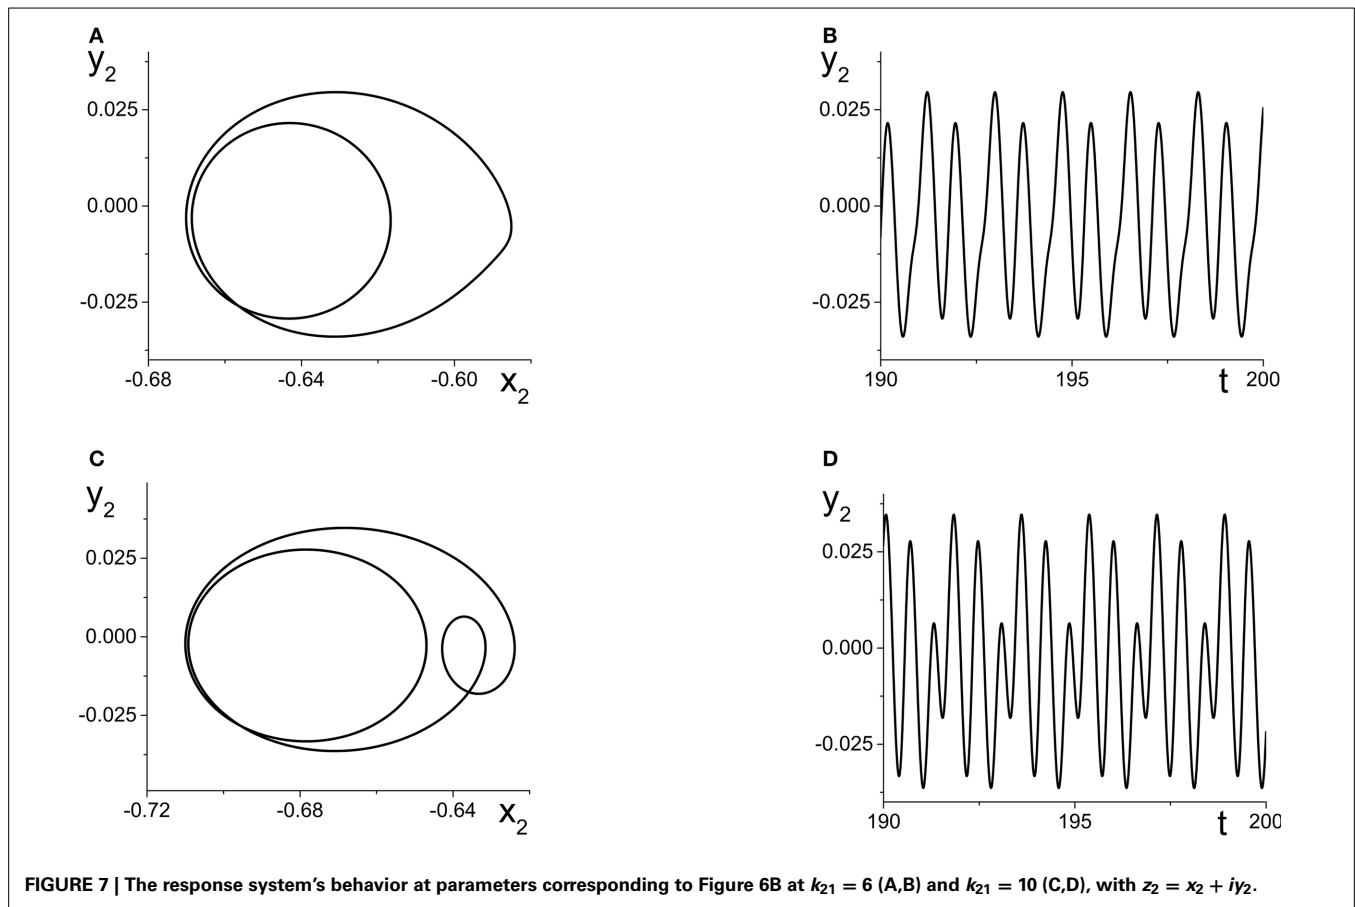 A
y2
0.025
0.000
-0.025
-0.68
-0.64
-0.60
x2
B
y2
0.025
0.000
-0.025
190
195
t
200
C
y2
0.025
0.000
-0.025
-0.72
-0.68
-0.64
x2
D
y2
0.025
0.000
-0.025
190
195
t
200
FIGURE 7 | The response system's behavior at parameters corresponding to Figure 6B at k21 = 6 (A,B) and k21 = 10 (C,D), with z2 = x2 + iy2.